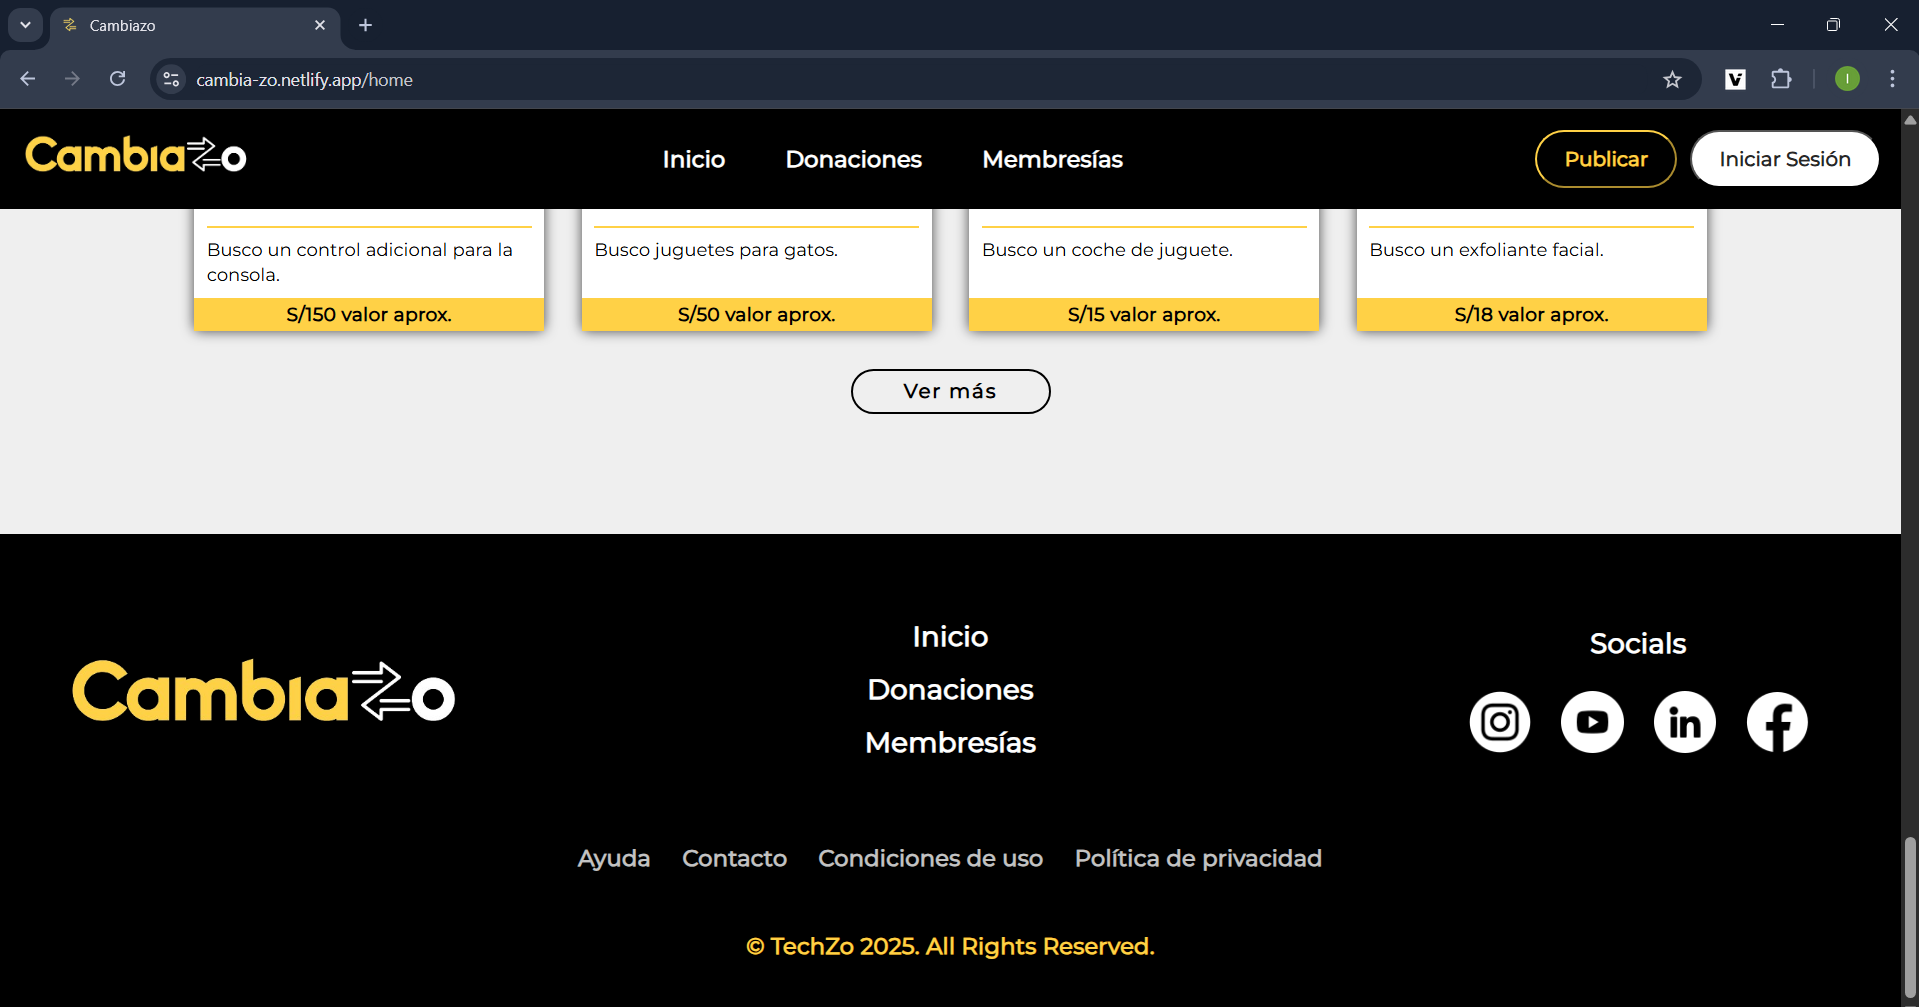 Cambiazo
cambia-zo.netlify.app/home
I
Cambiazo
Inicio
Donaciones
Membresías
Publicar
Iniciar Sesión
Busco un control adicional para la
consola.
S/150 valor aprox.
Busco juguetes para gatos.
S/50 valor aprox.
Busco un coche de juguete.
S/15 valor aprox.
Busco un exfoliante facial.
S/18 valor aprox.
Ver más
Cambiazo
Inicio
Donaciones
Membresías
Socials
in
Ayuda
Contacto
Condiciones de uso
Política de privacidad
© TechZo 2025. All Rights Reserved.